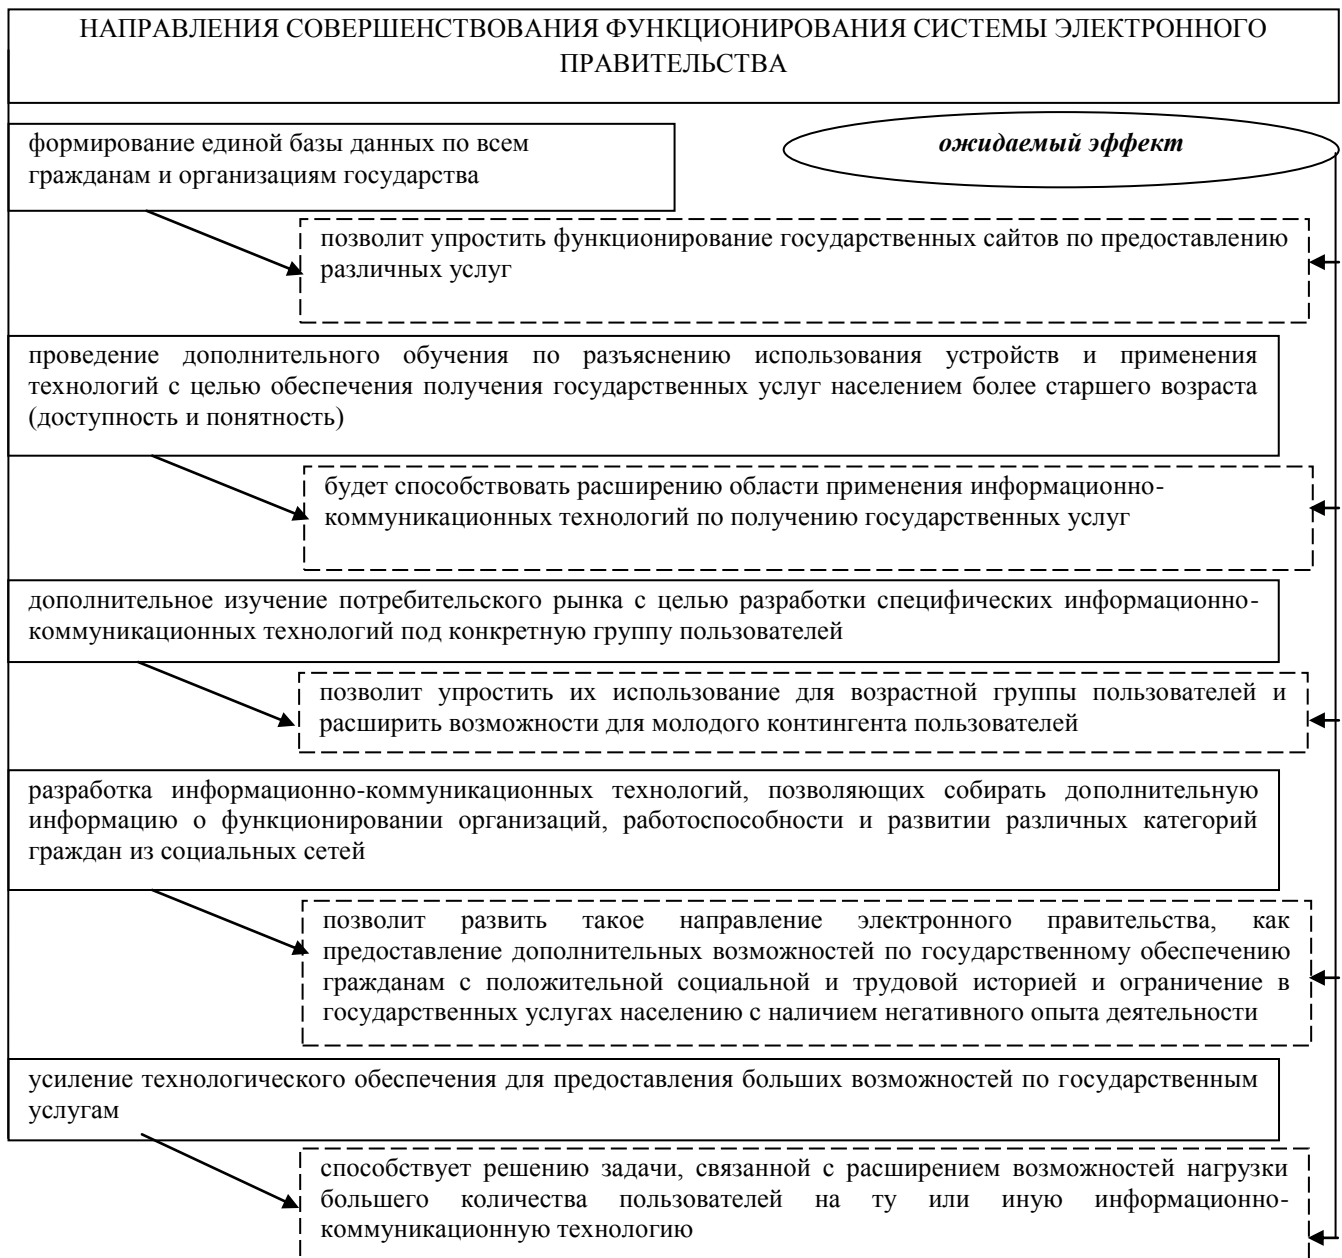 НАПРАВЛЕНИЯ СОВЕРШЕНСТВОВАНИЯ ФУНКЦИОНИРОВАНИЯ СИСТЕМЫ ЭЛЕКТРОННОГО
ПРАВИТЕЛЬСТВА
формирование единой базы данных по всем
гражданам и организациям государства
ожидаемый эффект
позволит упростить функционирование государственных сайтов по предоставлению
различных услуг
проведение дополнительного обучения по разъяснению использования устройств и применения
технологий с целью обеспечения получения государственных услуг населением более старшего возраста
(доступность и понятность)
будет способствовать расширению области применения информационно-
коммуникационных технологий по получению государственных услуг
дополнительное изучение потребительского рынка с целью разработки специфических информационно-
коммуникационных технологий под конкретную группу пользователей
позволит упростить их использование для возрастной группы пользователей и
расширить возможности для молодого контингента пользователей
разработка информационно-коммуникационных технологий, позволяющих собирать дополнительную
информацию о функционировании организаций, работоспособности и развитии различных категорий
граждан из социальных сетей
позволит развить такое направление электронного правительства, как
предоставление дополнительных возможностей по государственному обеспечению
гражданам с положительной социальной и трудовой историей и ограничение в
государственных услугах населению с наличием негативного опыта деятельности
усиление технологического обеспечения для предоставления больших возможностей по государственным
услугам
способствует решению задачи, связанной с расширением возможностей нагрузки
большего количества пользователей на ту или иную информационно-
коммуникационную технологию